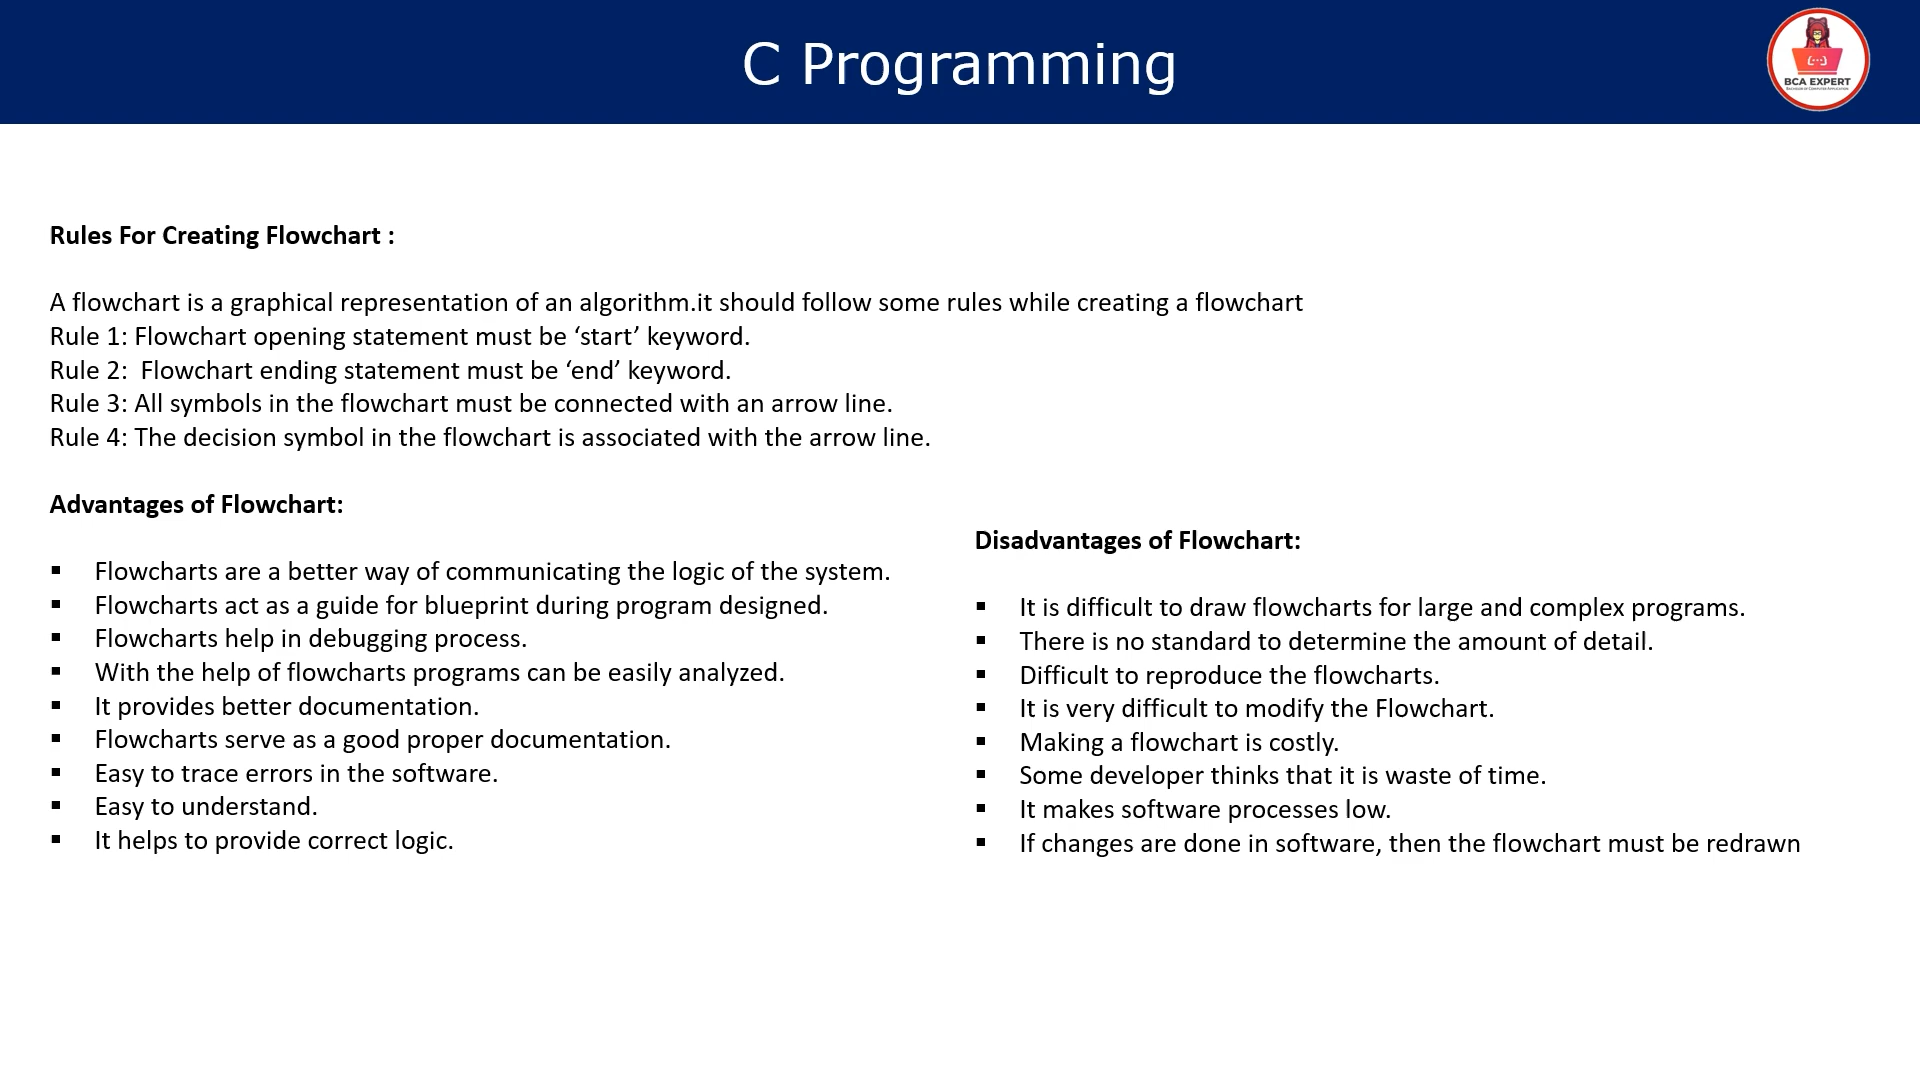 C Programming
BCA EXPERT
Rules For Creating Flowchart :
A flowchart is a graphical representation of an algorithm.it should follow some rules while creating a flowchart
Rule 1: Flowchart opening statement must be ‘start’ keyword.
Rule 2:  Flowchart ending statement must be ‘end’ keyword.
Rule 3: All symbols in the flowchart must be connected with an arrow line.
Rule 4: The decision symbol in the flowchart is associated with the arrow line.
Advantages of Flowchart:
▪ Flowcharts are a better way of communicating the logic of the system.
▪ Flowcharts act as a guide for blueprint during program designed.
▪ Flowcharts help in debugging process.
▪ With the help of flowcharts programs can be easily analyzed.
▪ It provides better documentation.
▪ Flowcharts serve as a good proper documentation.
▪ Easy to trace errors in the software.
▪ Easy to understand.
▪ It helps to provide correct logic.
Disadvantages of Flowchart:
▪ It is difficult to draw flowcharts for large and complex programs.
▪ There is no standard to determine the amount of detail.
▪ Difficult to reproduce the flowcharts.
▪ It is very difficult to modify the Flowchart.
▪ Making a flowchart is costly.
▪ Some developer thinks that it is waste of time.
▪ It makes software processes low.
▪ If changes are done in software, then the flowchart must be redrawn